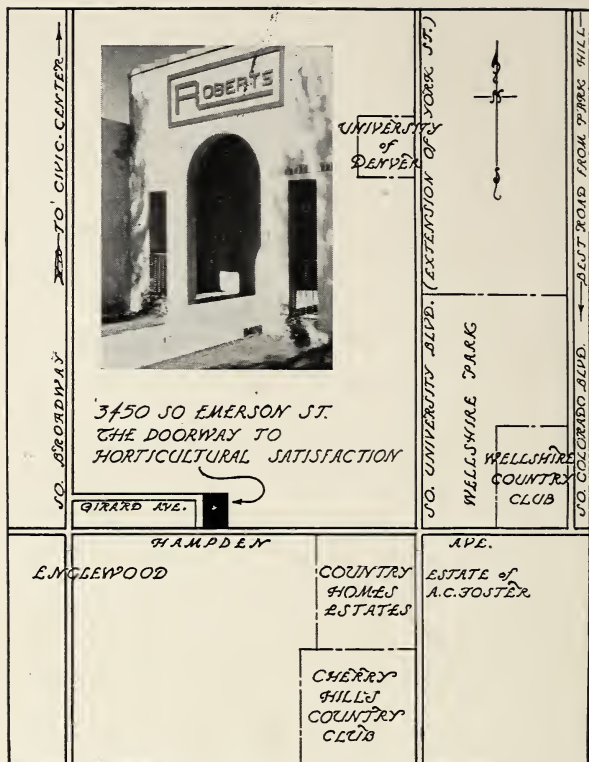 ROBERTS
UNIVERSITY
of
DENVER
N
S
TO CIVIC-CENTER
SO. BROADWAY
SO. UNIVERSITY BLVD. (EXTENSION OF YORK ST.)
WELLSHIRE PARK
WELLSHIRE
COUNTRY
CLUB
SO. COLORADO BLVD.
BEST ROAD FROM PARK HILL
3450 SO EMERSON ST.
THE DOORWAY TO
HORTICULTURAL SATISFACTION
GIRARD AVE.
HAMPDEN AVE.
ENGLEWOOD
COUNTRY
HOMES
ESTATES
ESTATE of
A.C. FOSTER
CHERRY
HILLS
COUNTRY
CLUB